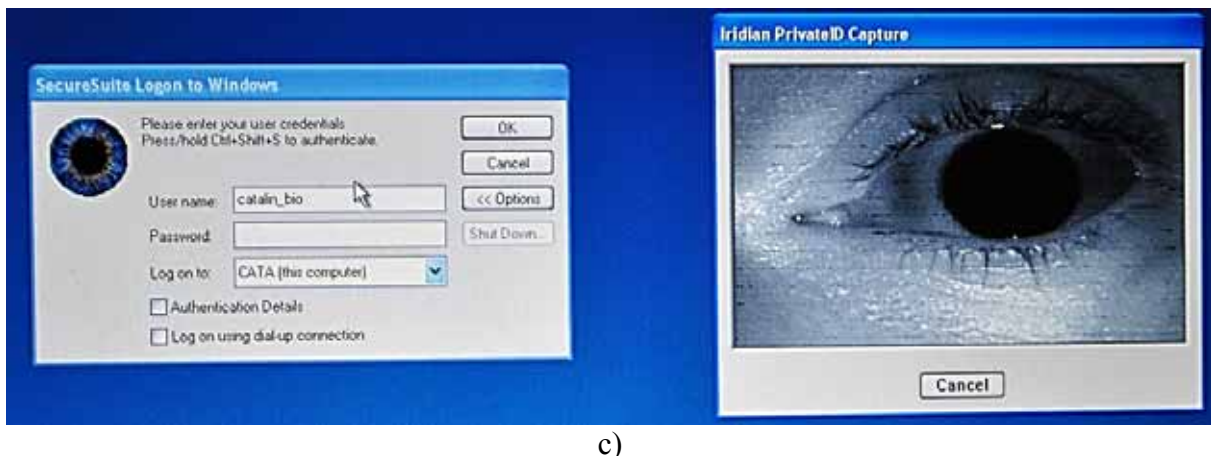 SecureSuite Logon to Windows
Please enter your user credentials
Press/hold Ctrl+Shift+S to authenticate.
User name: catalin_bio
Password:
Log on to: CATA (this computer)
Authentication Details
Log on using dial-up connection
OK
Cancel
<< Options
Shut Down...
Iridian PrivateID Capture
Cancel
c)